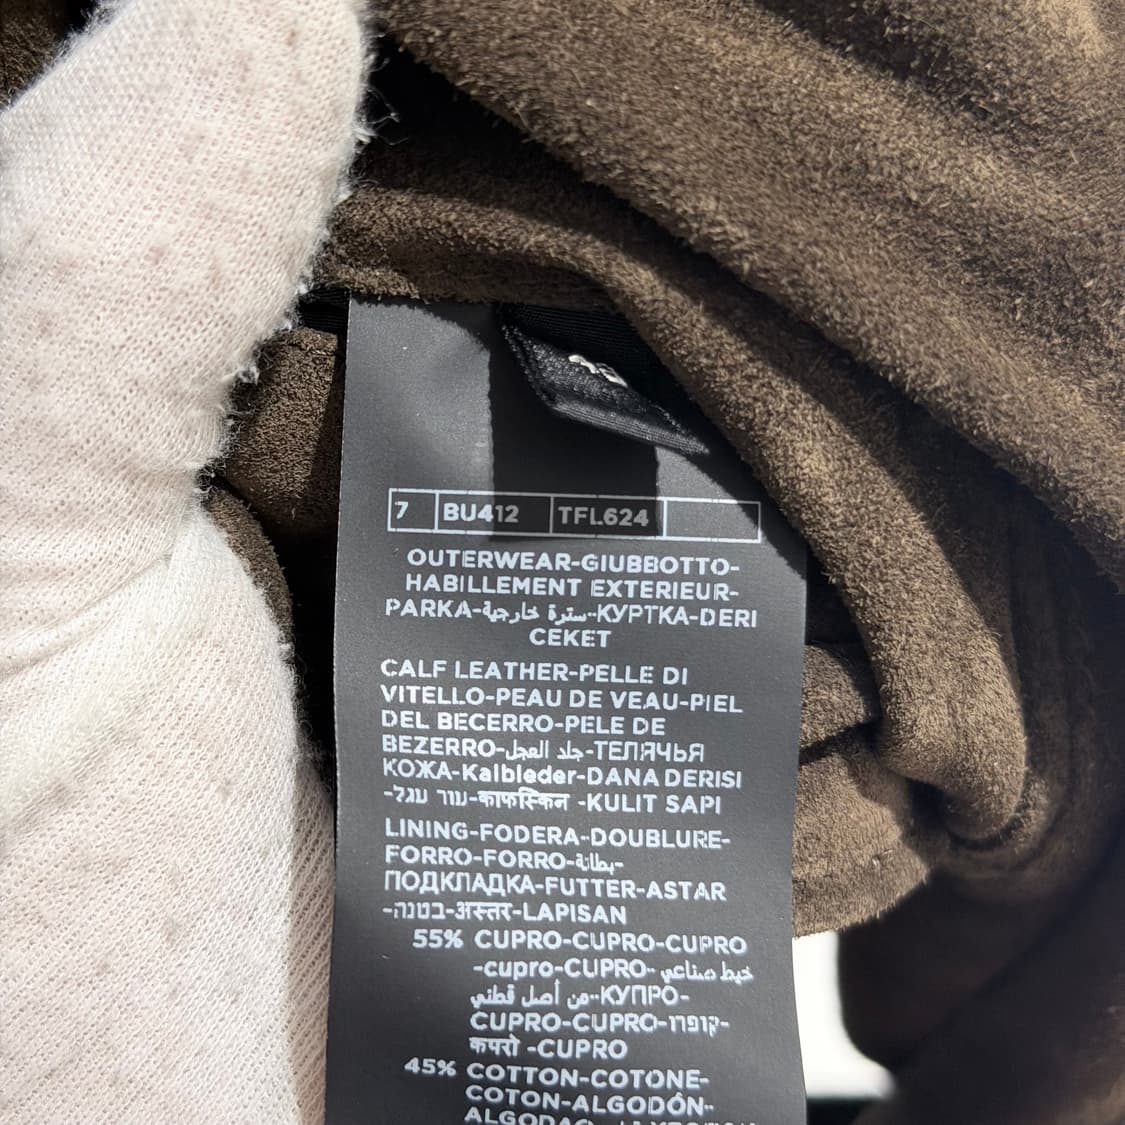 48
7 BU412 TFL624
OUTERWEAR-GIUBBOTTO-
HABILLEMENT EXTERIEUR-
PARKA-سترة خارجية-КУРТКА-DERI
CEKET
CALF LEATHER-PELLE DI
VITELLO-PEAU DE VEAU-PIEL
DEL BECERRO-PELE DE
BEZERRO-جلد العجل-ТЕЛЯЧЬЯ
КОЖА-Kalbleder-DANA DERISI
-עור עגל-काफस्किन -KULIT SAPI
LINING-FODERA-DOUBLURE-
FORRO-FORRO-بطانة-
ПОДКЛАДКА-FUTTER-ASTAR
-בטנה-अस्तर-LAPISAN
55% CUPRO-CUPRO-CUPRO
-cupro-CUPRO- خيط صناعي
من أصل قطني-КУПРО-
CUPRO-CUPRO-קופרו-
कपरो -CUPRO
45% COTTON-COTONE-
COTON-ALGODÓN-